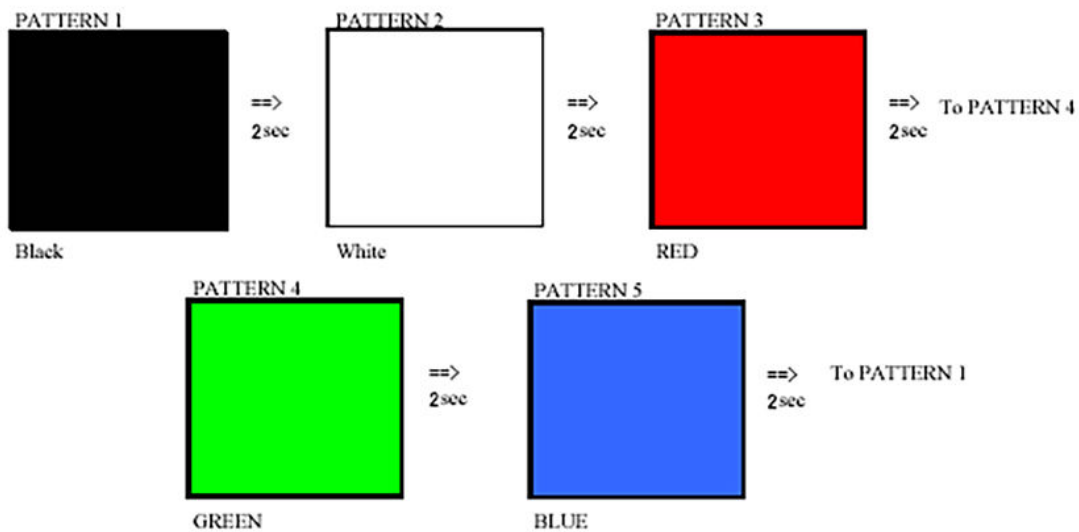 PATTERN 1
PATTERN 2
PATTERN 3
==>
2sec
==>
2sec
==>
2sec
To PATTERN 4
Black
White
RED
PATTERN 4
PATTERN 5
==>
2sec
==>
2sec
To PATTERN 1
GREEN
BLUE